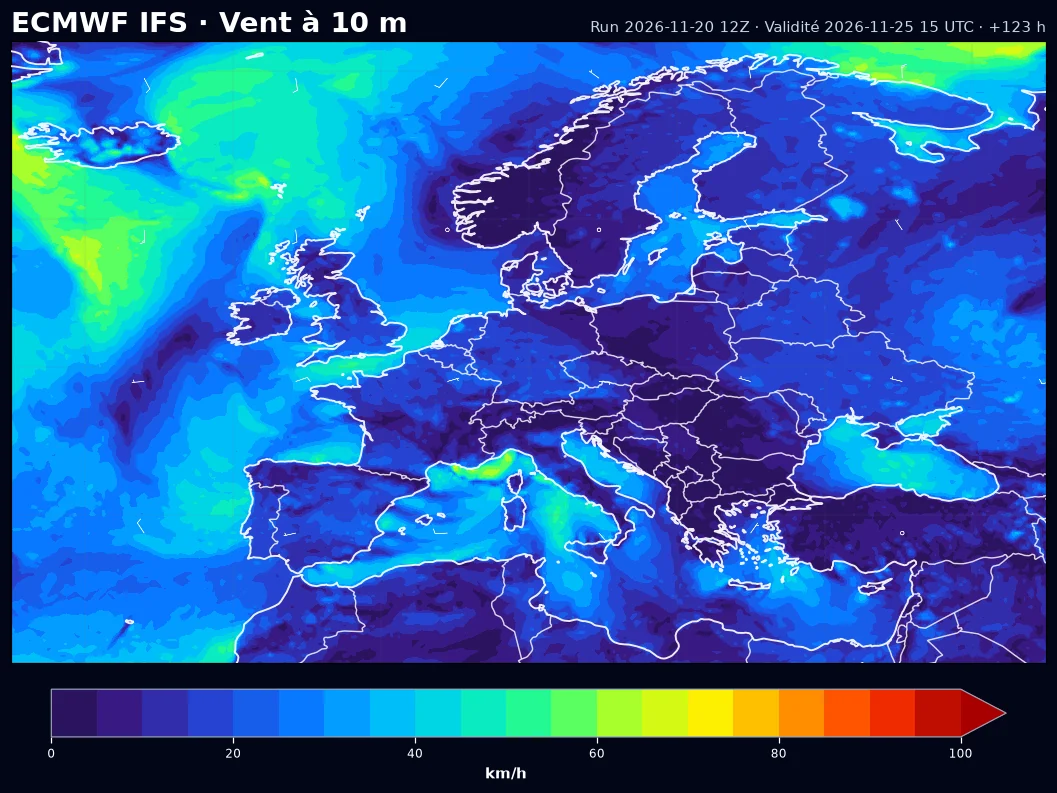 ECMWF IFS · Vent à 10 m
Run 2026-11-20 12Z · Validité 2026-11-25 15 UTC · +123 h
0 20 40 60 80 100
km/h